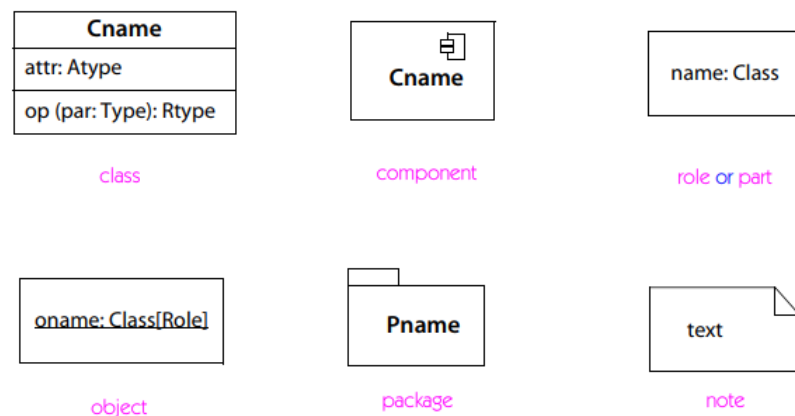 Cname
attr: Atype
op (par: Type): Rtype
class
Cname
component
name: Class
role or part
oname: Class[Role]
object
Pname
package
text
note